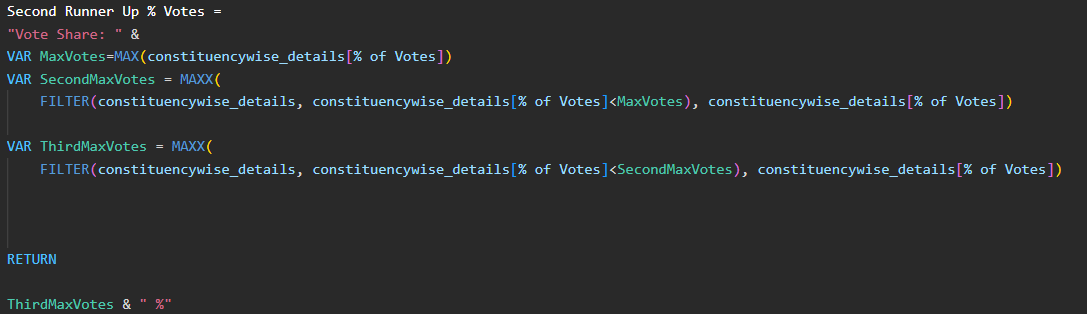 Second Runner Up % Votes =
"Vote Share: " &
VAR MaxVotes=MAX(constituencywise_details[% of Votes])
VAR SecondMaxVotes = MAXX(
FILTER(constituencywise_details, constituencywise_details[% of Votes]<MaxVotes), constituencywise_details[% of Votes])
VAR ThirdMaxVotes = MAXX(
FILTER(constituencywise_details, constituencywise_details[% of Votes]<SecondMaxVotes), constituencywise_details[% of Votes])
RETURN
ThirdMaxVotes & " %"